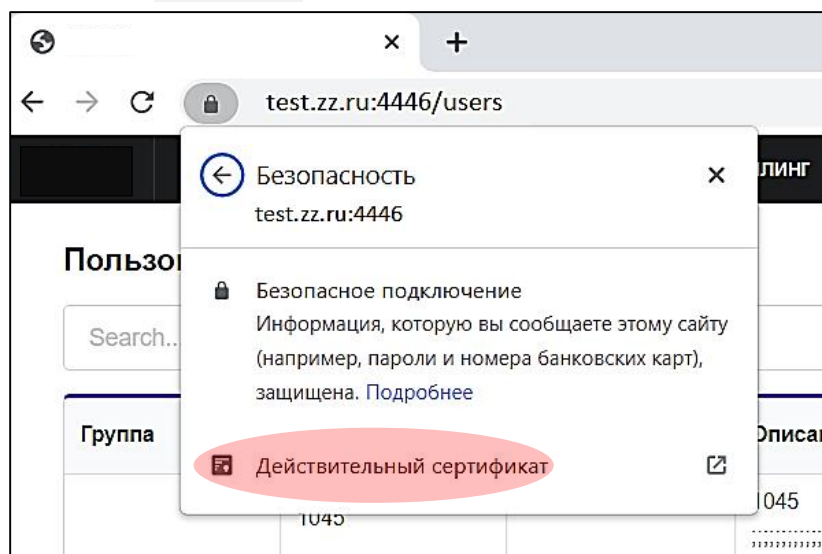 test.zz.ru:4446/users
Безопасность
test.zz.ru:4446
Безопасное подключение
Информация, которую вы сообщаете этому сайту
(например, пароли и номера банковских карт),
защищена. Подробнее
Действительный сертификат
Search..
Группа
1045
1045